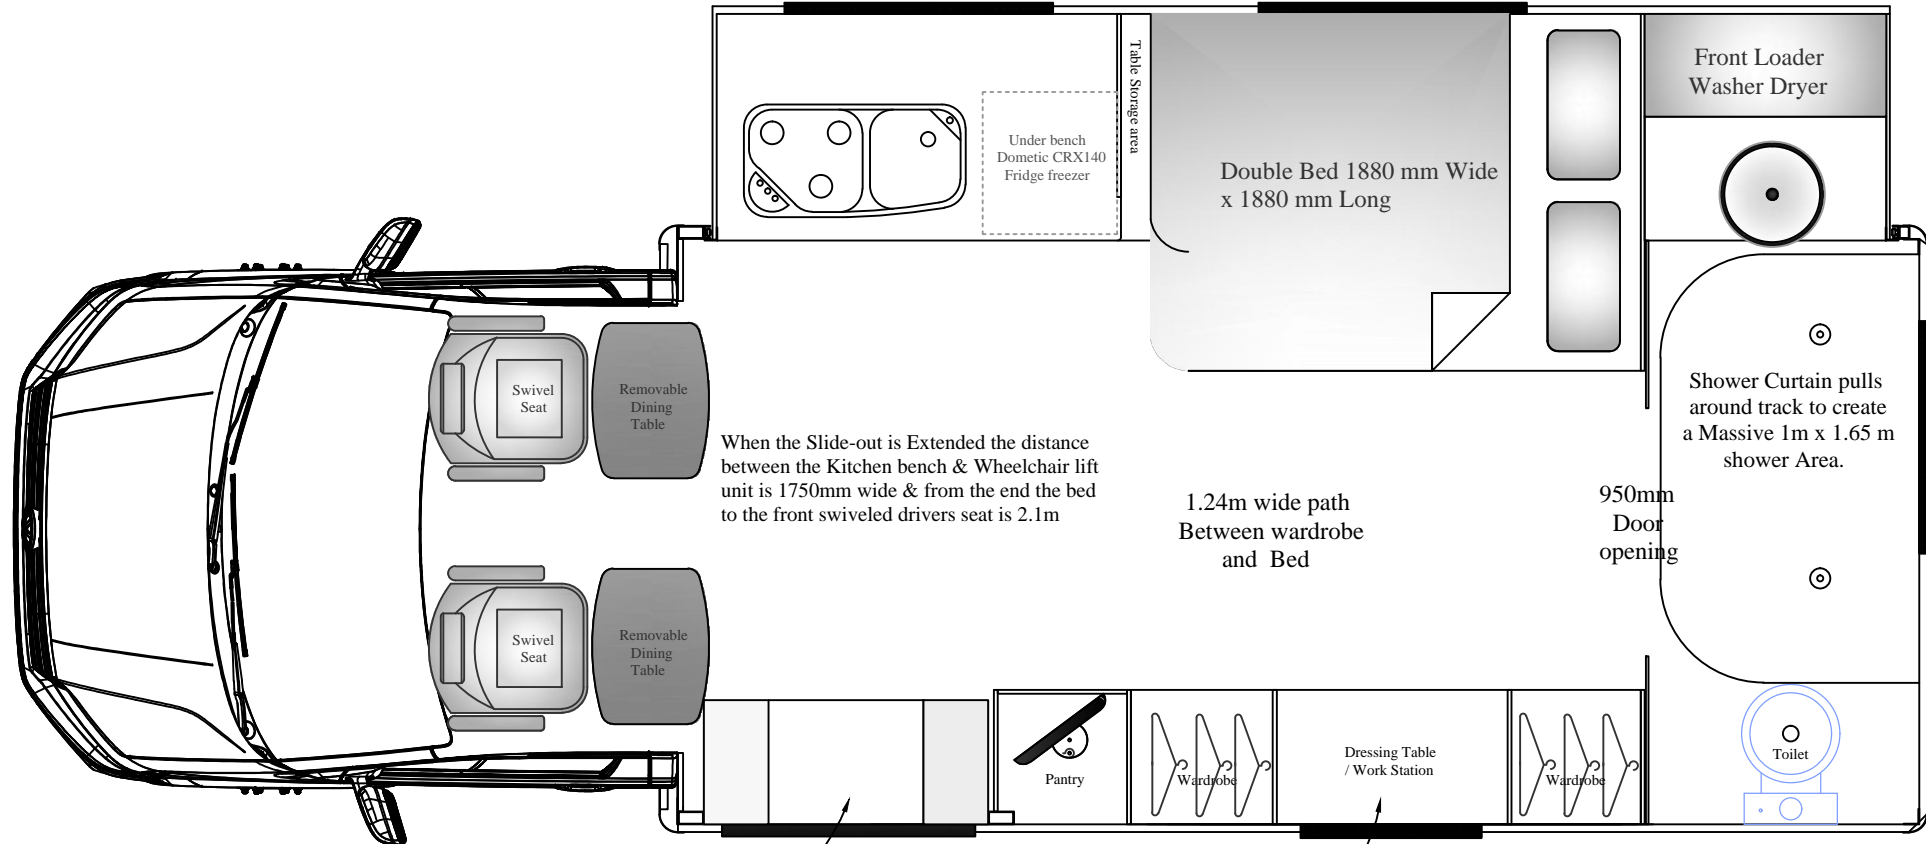 Front Loader
Washer Dryer
Table Storage area
Under bench
Dometic CRX140
Fridge freezer
Double Bed 1880 mm Wide
x 1880 mm Long
Swivel
Seat
Removable
Dining
Table
Shower Curtain pulls
around track to create
a Massive 1m x 1.65 m
shower Area.
When the Slide-out is Extended the distance
between the Kitchen bench & Wheelchair lift
unit is 1750mm wide & from the end the bed
to the front swiveled drivers seat is 2.1m
1.24m wide path
Between wardrobe
and Bed
950mm
Door
opening
Swivel
Seat
Removable
Dining
Table
Pantry
Wardrobe
Dressing Table
/ Work Station
Wardrobe
Toilet